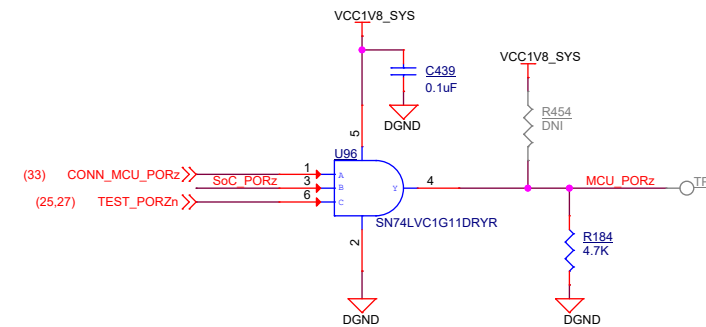 VCC1V8_SYS
C439
0.1uF
DGND
VCC1V8_SYS
R454
DNI
5
U96
(33) CONN_MCU_PORz
1
A
SoC_PORz
3
B
Y
4
MCU_PORz
(25,27) TEST_PORZn
6
C
SN74LVC1G11DRYR
2
R184
4.7K
DGND
DGND